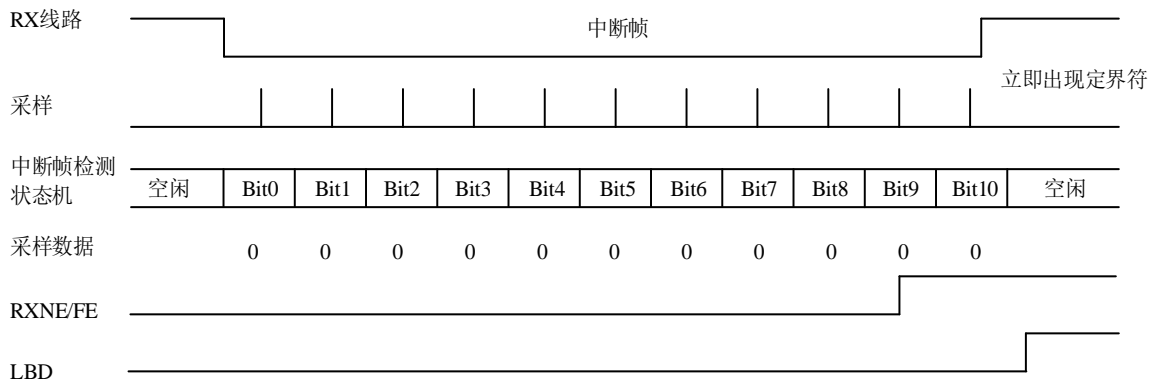 RX线路
中断帧
立即出现定界符
采样
中断帧检测
状态机
空闲 Bit0 Bit1 Bit2 Bit3 Bit4 Bit5 Bit6 Bit7 Bit8 Bit9 Bit10 空闲
采样数据 0 0 0 0 0 0 0 0 0 0 0
RXNE/FE
LBD